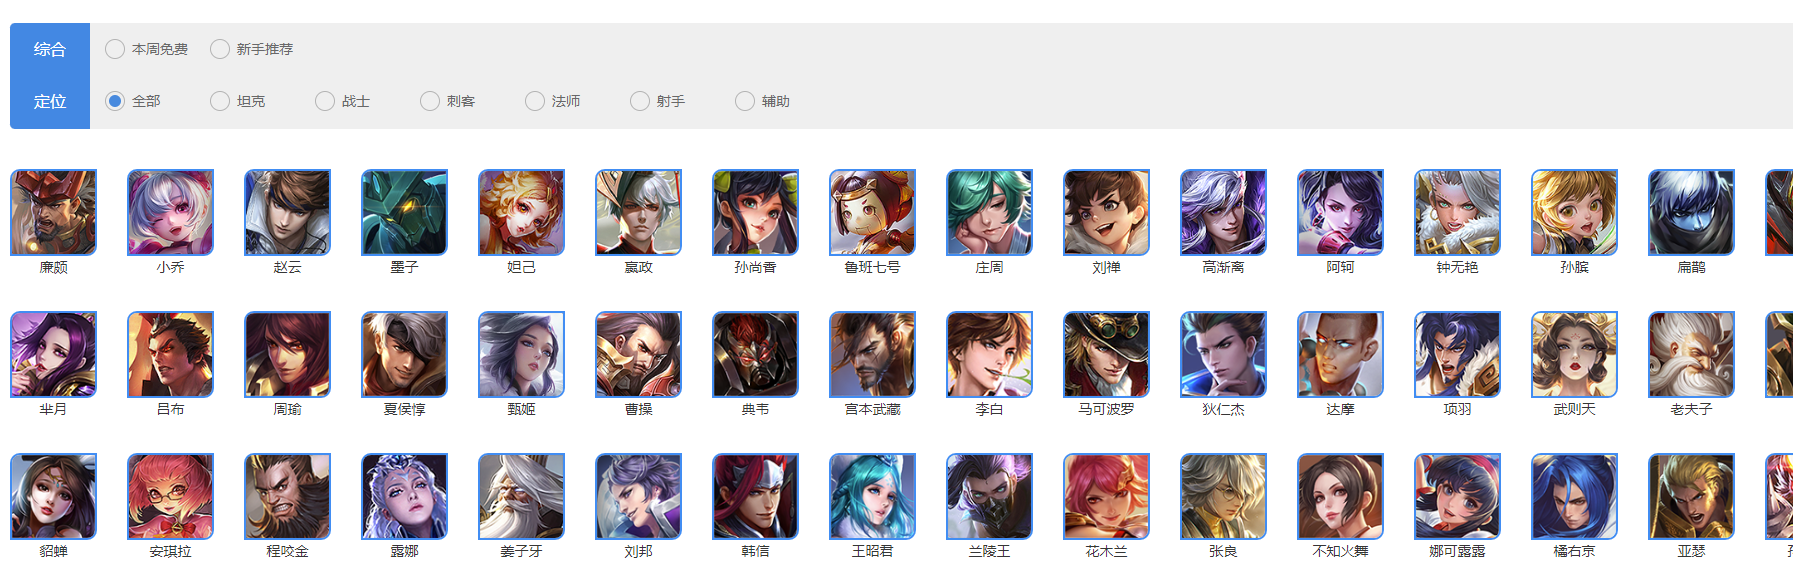 综合 本周免费 新手推荐
定位 全部 坦克 战士 刺客 法师 射手 辅助
廉颇 小乔 赵云 墨子 妲己 嬴政 孙尚香 鲁班七号 庄周 刘禅 高渐离 阿轲 钟无艳 孙膑 扁鹊
芈月 吕布 周瑜 夏侯惇 甄姬 曹操 典韦 宫本武藏 李白 马可波罗 狄仁杰 达摩 项羽 武则天 老夫子
貂蝉 安琪拉 程咬金 露娜 姜子牙 刘邦 韩信 王昭君 兰陵王 花木兰 张良 不知火舞 娜可露露 橘右京 亚瑟